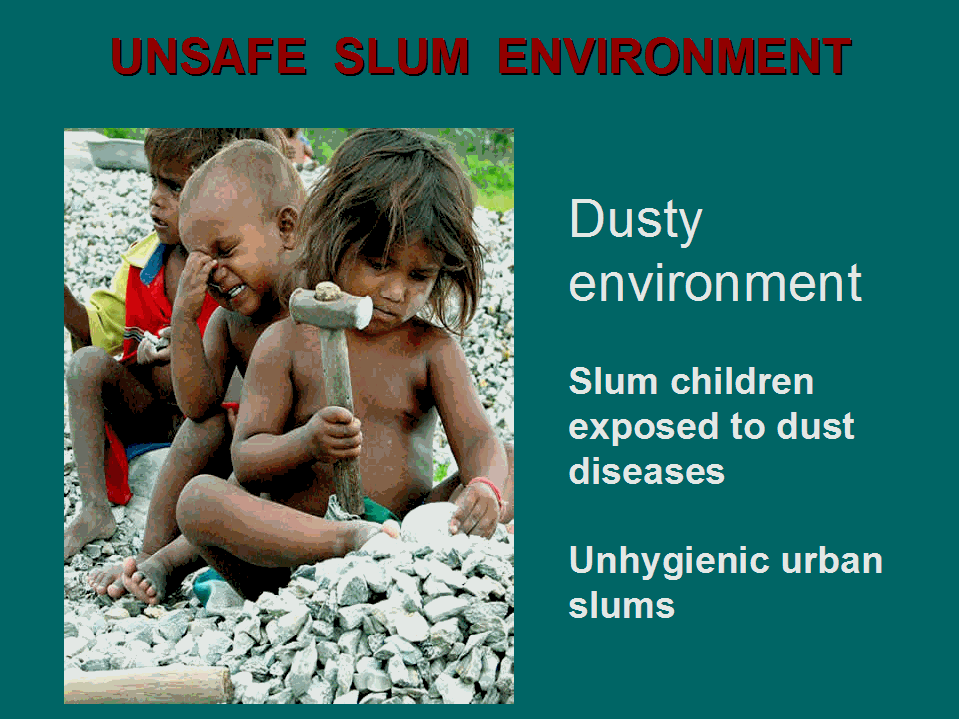 UNSAFE SLUM ENVIRONMENT
Dusty
environment
Slum children
exposed to dust
diseases
Unhygienic urban
slums